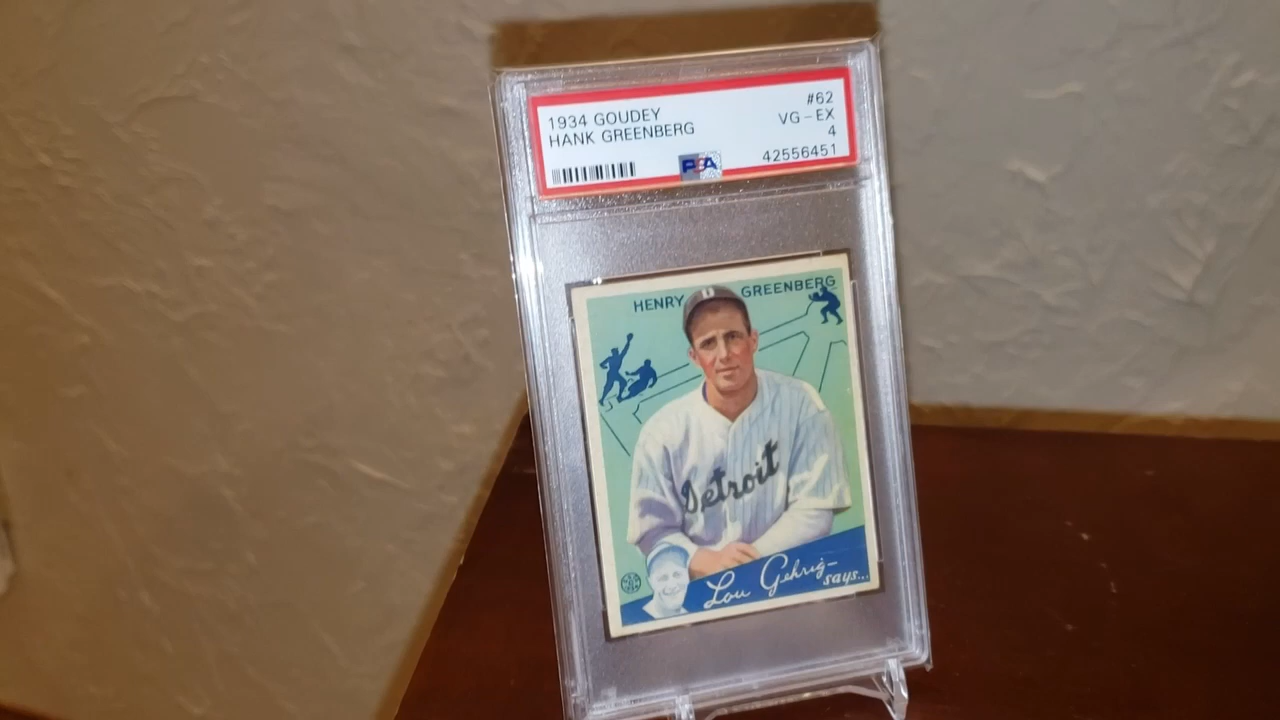 1934 GOUDEY #62
HANK GREENBERG VG-EX
4
PSA 42556451
HENRY GREENBERG
D
Detroit
Lou Gehrig-
says...